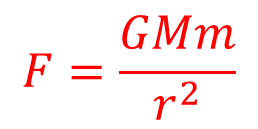 F = GMm / r²